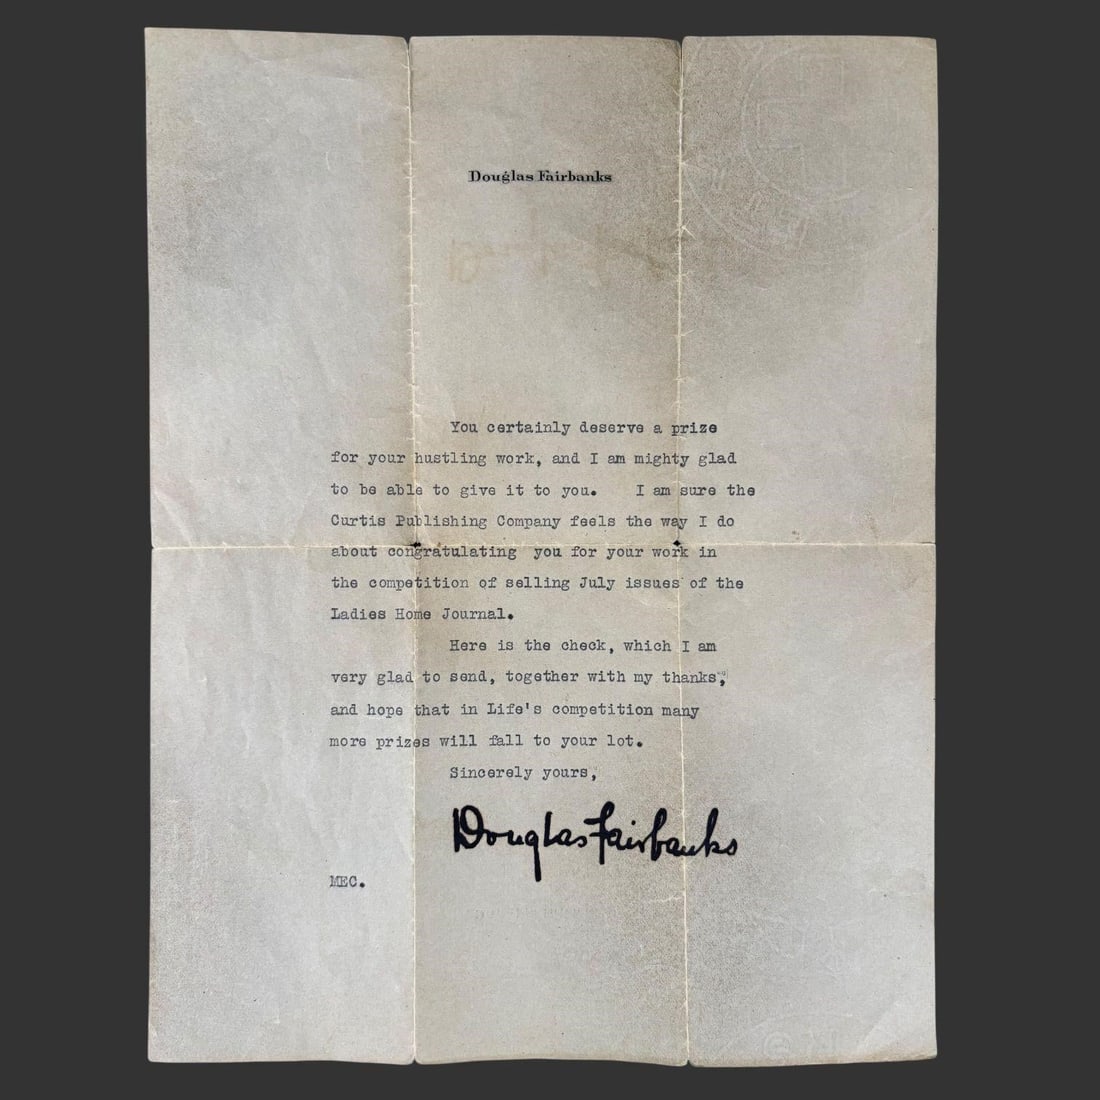 Douglas Fairbanks
You certainly deserve a prize
for your hustling work, and I am mighty glad
to be able to give it to you. I am sure the
Curtis Publishing Company feels the way I do
about congratulating you for your work in
the competition of selling July issues of the
Ladies Home Journal.
Here is the check, which I am
very glad to send, together with my thanks,
and hope that in Life's competition many
more prizes will fall to your lot.
Sincerely yours,
Douglas Fairbanks
MEC.